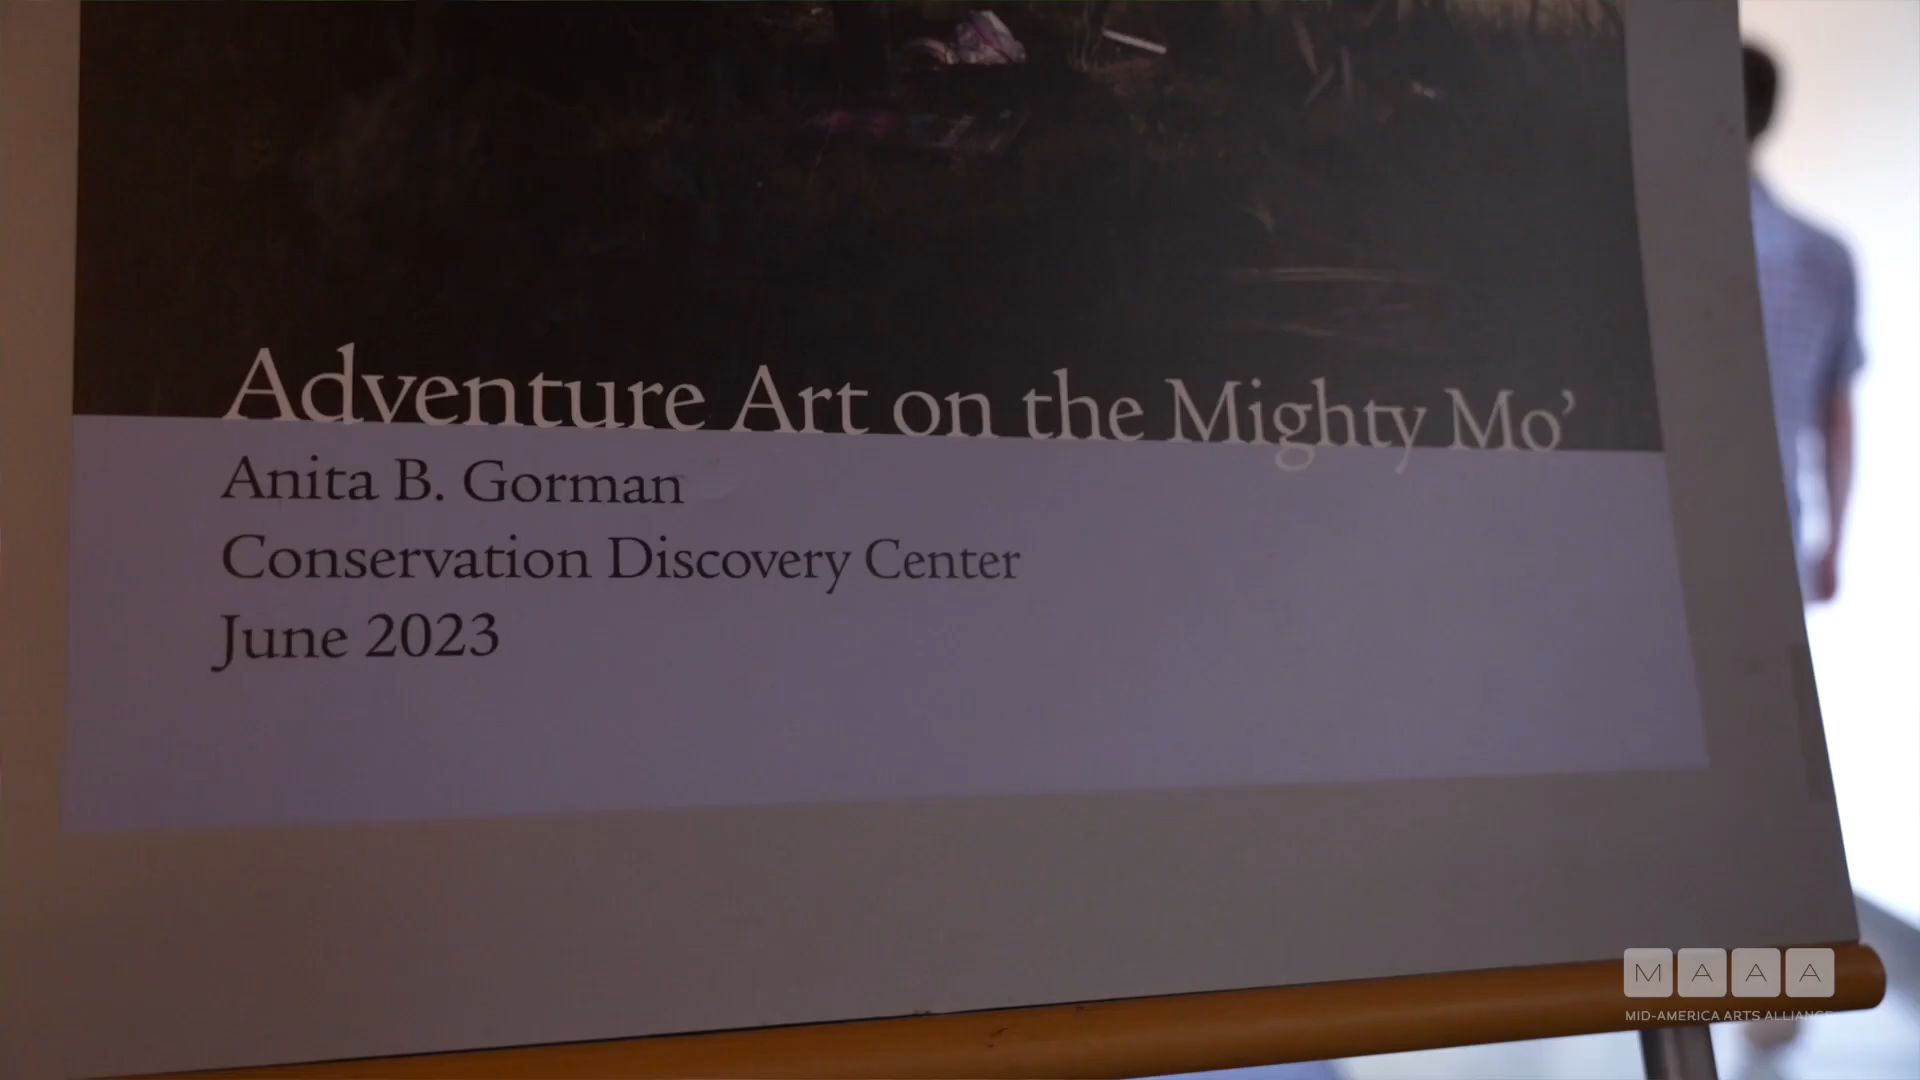 Adventure Art on the Mighty Mo’
Anita B. Gorman
Conservation Discovery Center
June 2023
MAAA
MID-AMERICA ARTS ALLIANCE